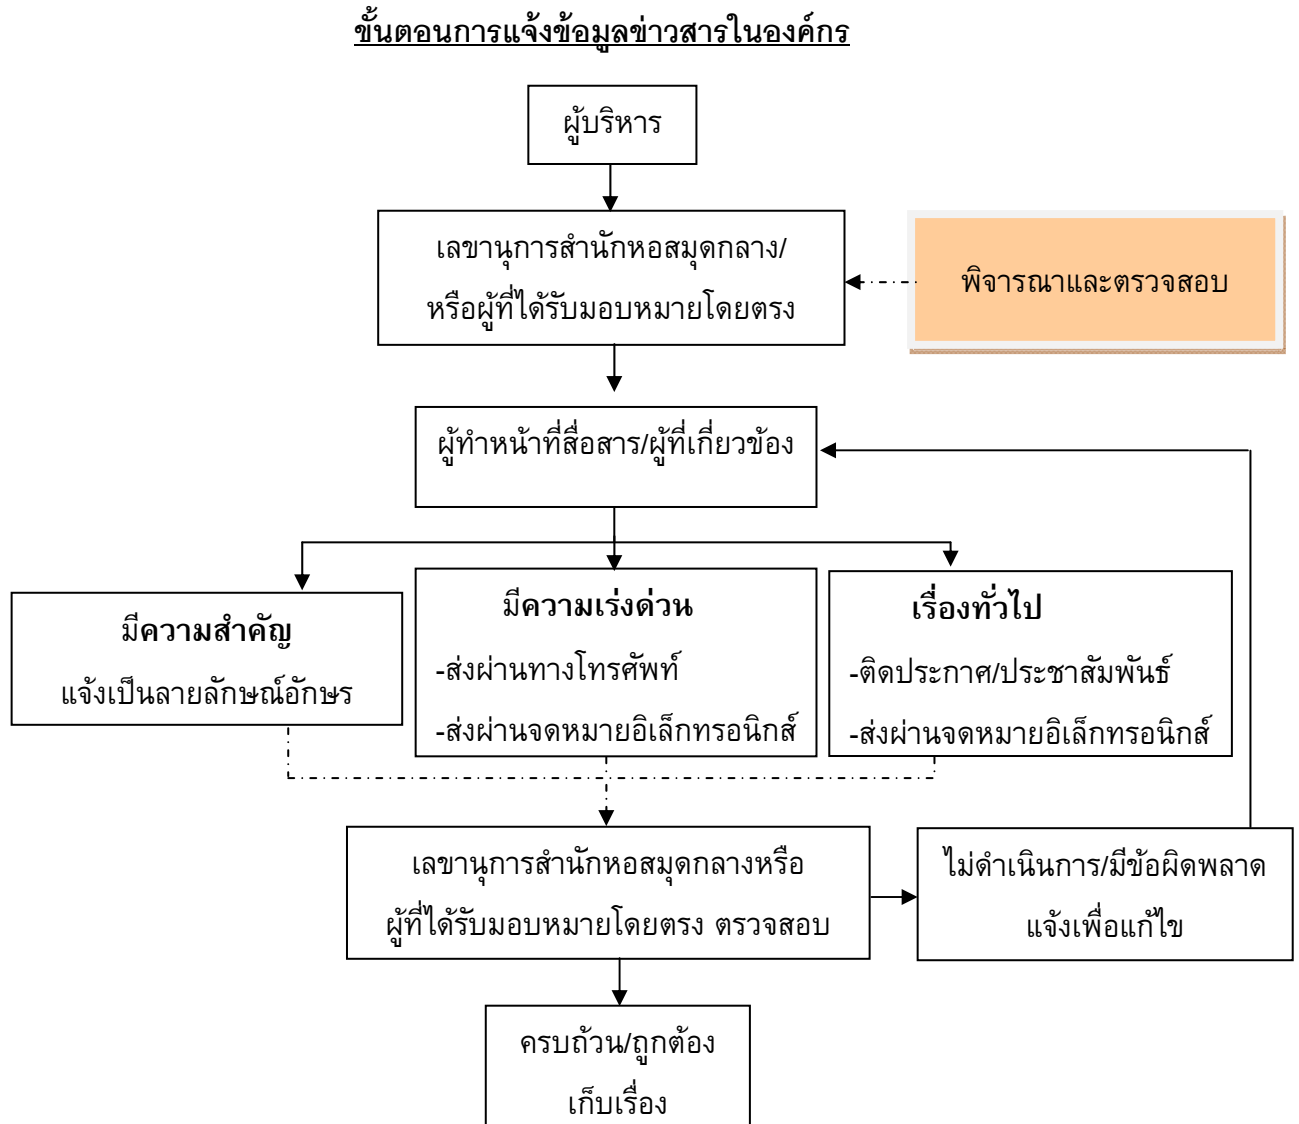 ขั้นตอนการแจ้งข้อมูลข่าวสารในองค์กร
ผู้บริหาร
เลขานุการสำนักหอสมุดกลาง/
หรือผู้ที่ได้รับมอบหมายโดยตรง
พิจารณาและตรวจสอบ
ผู้ทำหน้าที่สื่อสาร/ผู้ที่เกี่ยวข้อง
มีความสำคัญ
แจ้งเป็นลายลักษณ์อักษร
มีความเร่งด่วน
-ส่งผ่านทางโทรศัพท์
-ส่งผ่านจดหมายอิเล็กทรอนิกส์
เรื่องทั่วไป
-ติดประกาศ/ประชาสัมพันธ์
-ส่งผ่านจดหมายอิเล็กทรอนิกส์
เลขานุการสำนักหอสมุดกลางหรือ
ผู้ที่ได้รับมอบหมายโดยตรง ตรวจสอบ
ไม่ดำเนินการ/มีข้อผิดพลาด
แจ้งเพื่อแก้ไข
ครบถ้วน/ถูกต้อง
เก็บเรื่อง